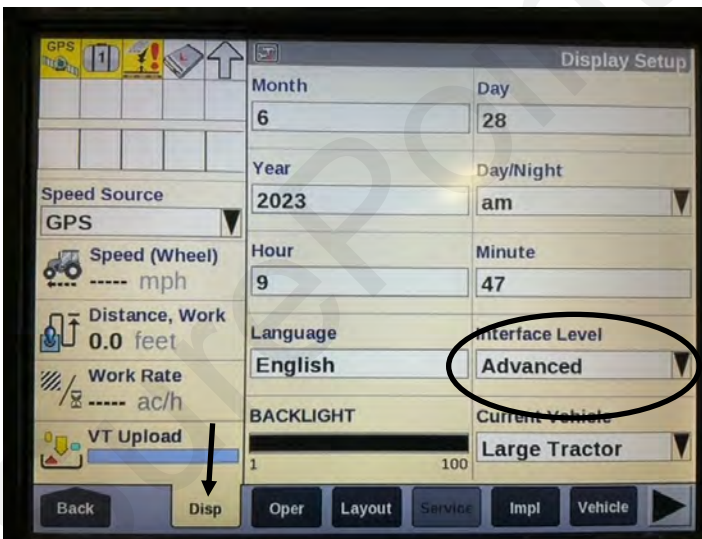 GPS
1
Display Setup
Month
6
Day
28
Year
2023
Day/Night
am
Speed Source
GPS
Speed (Wheel)
----- mph
Hour
9
Minute
47
Distance, Work
0.0 feet
Language
English
Interface Level
Advanced
Work Rate
----- ac/h
BACKLIGHT
1 100
Current Vehicle
Large Tractor
VT Upload
Back
Disp
Oper
Layout
Service
Impl
Vehicle